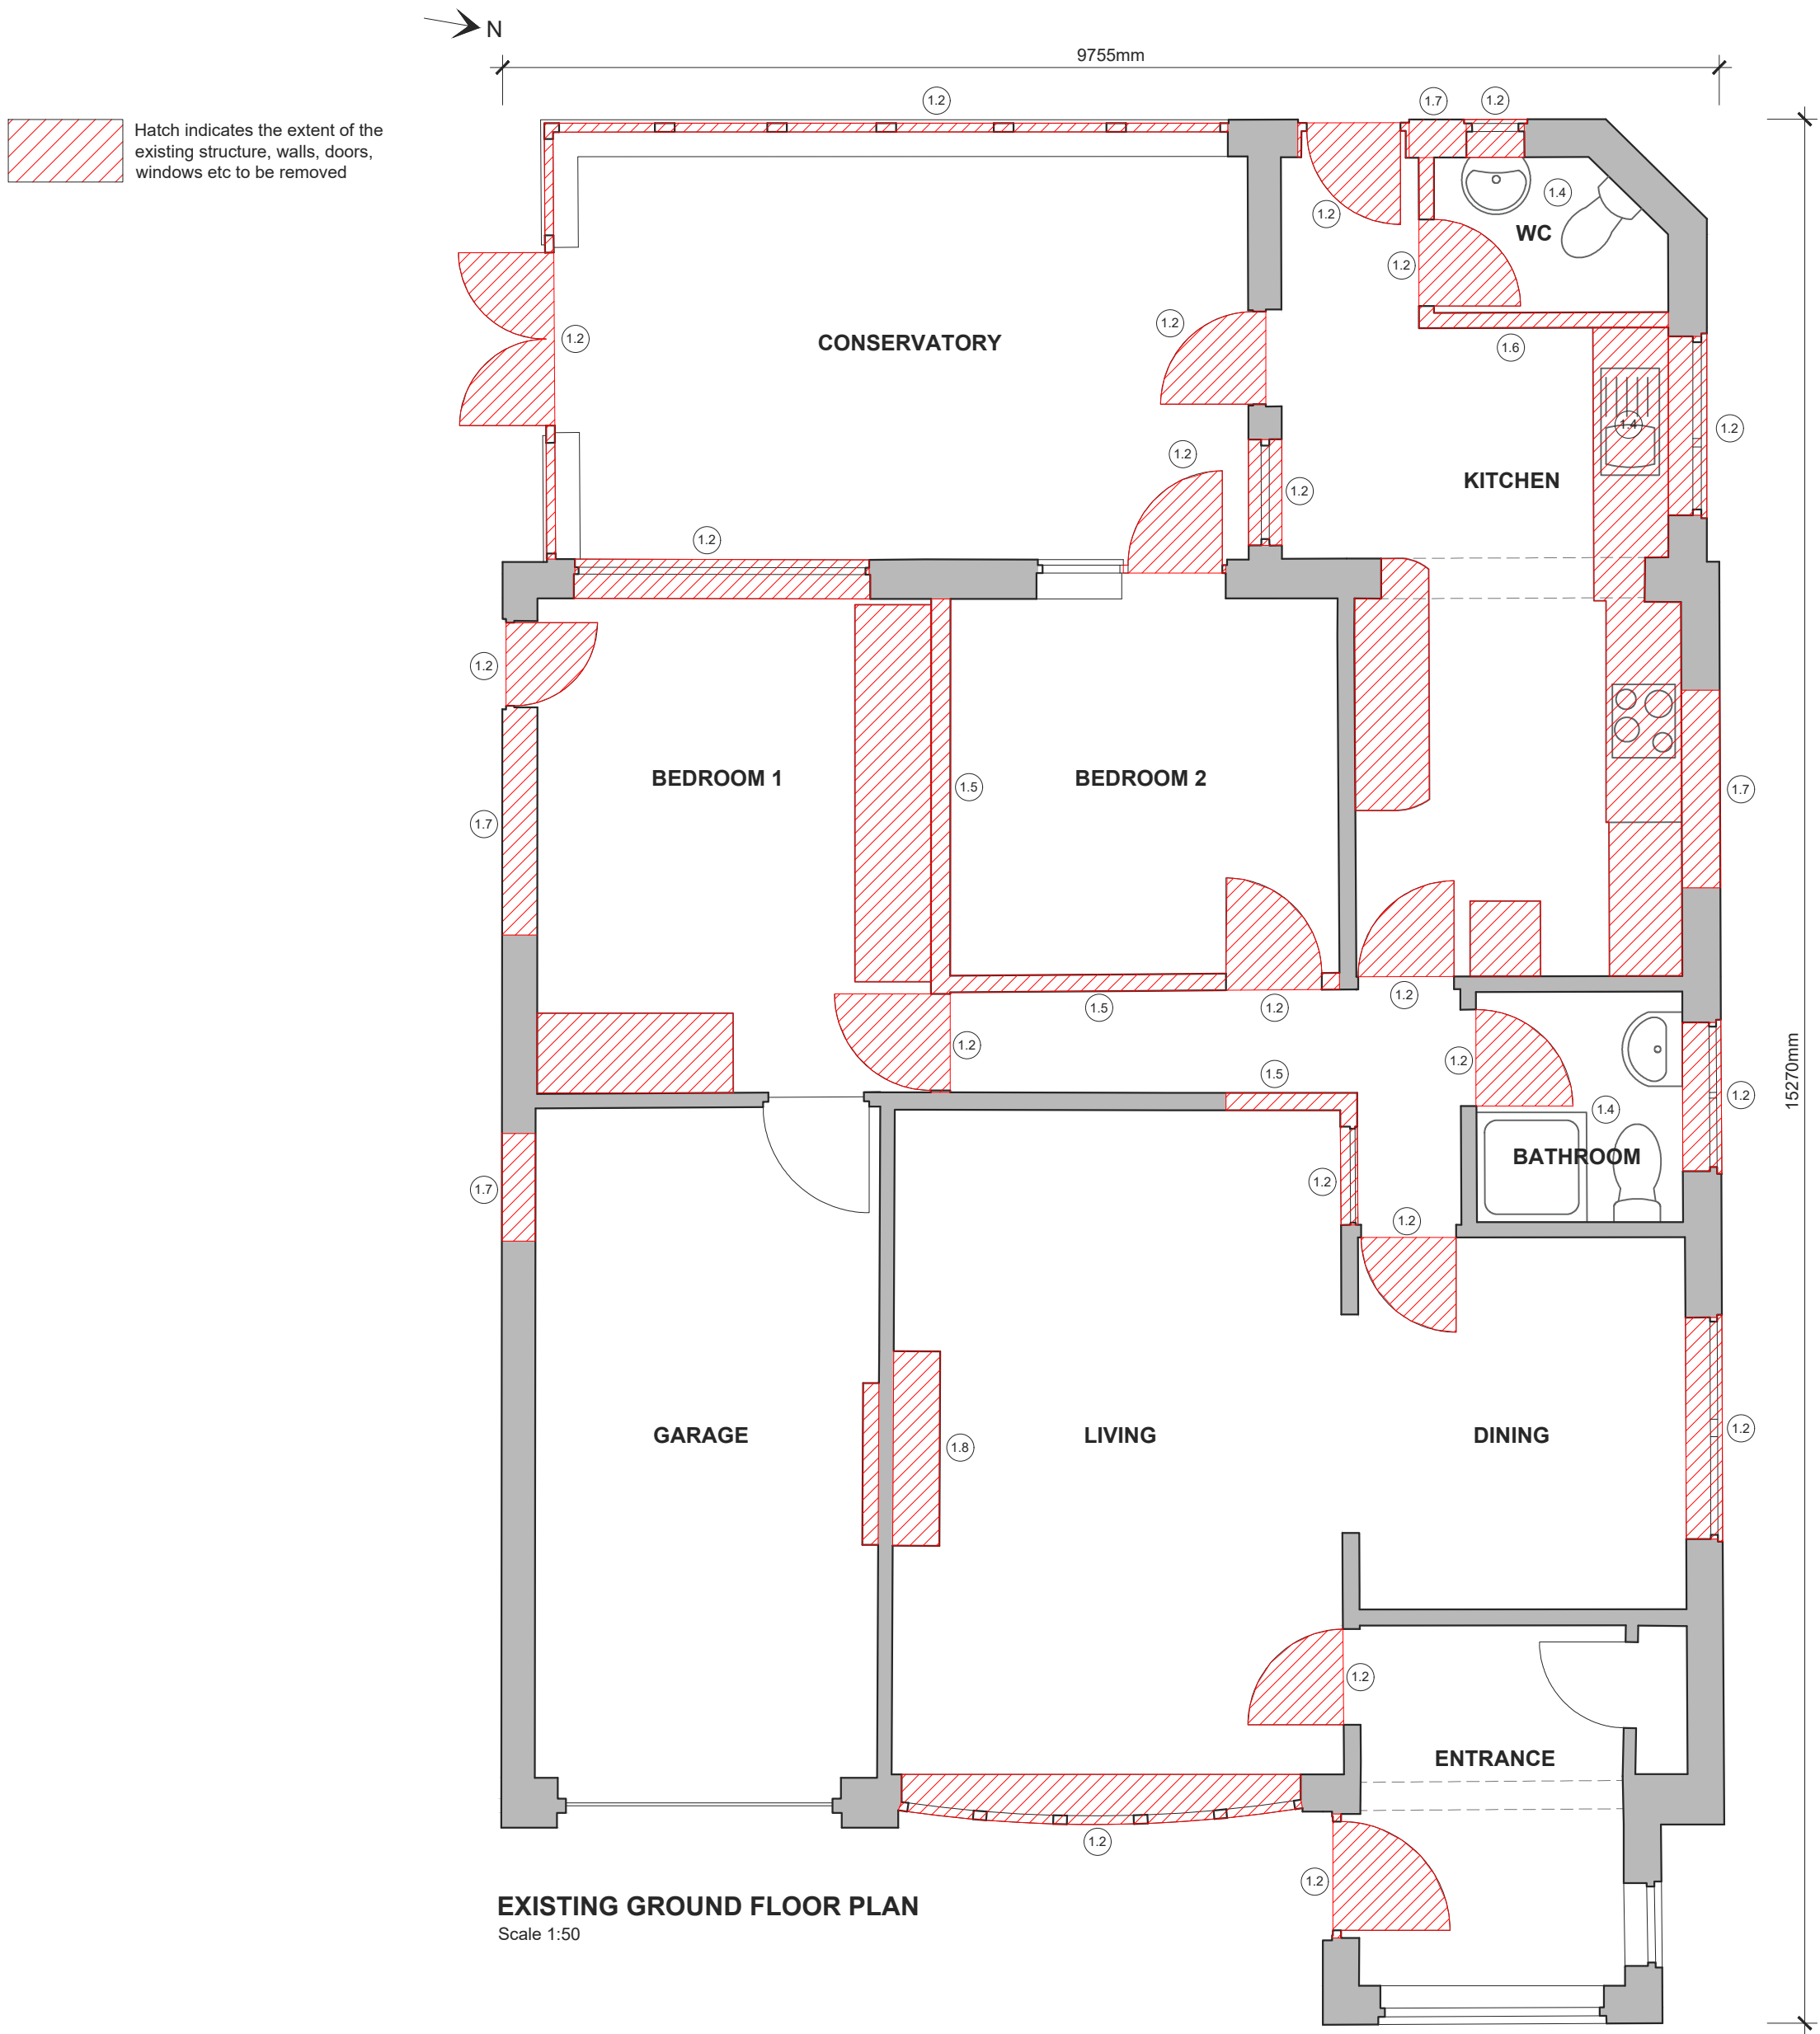 N
9755mm
1.2
1.7
1.2
Hatch indicates the extent of the
existing structure, walls, doors,
windows etc to be removed
1.4
1.2
WC
1.2
1.2
1.2
CONSERVATORY
1.6
1.4
1.2
1.2
KITCHEN
1.2
1.2
1.2
BEDROOM 1
BEDROOM 2
1.5
1.7
1.7
1.2
1.5
1.2
1.2
1.2
1.2
1.5
15270mm
1.2
1.4
BATHROOM
1.2
1.7
1.2
1.2
GARAGE
LIVING
DINING
1.8
1.2
ENTRANCE
1.2
1.2
EXISTING GROUND FLOOR PLAN
Scale 1:50